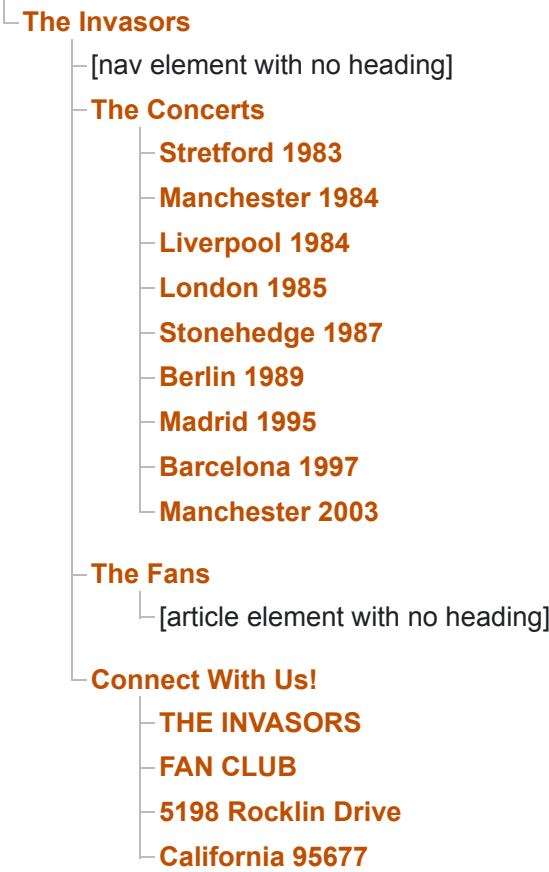 The Invasors
[nav element with no heading]
The Concerts
Stretford 1983
Manchester 1984
Liverpool 1984
London 1985
Stonehedge 1987
Berlin 1989
Madrid 1995
Barcelona 1997
Manchester 2003
The Fans
[article element with no heading]
Connect With Us!
THE INVASORS
FAN CLUB
5198 Rocklin Drive
California 95677